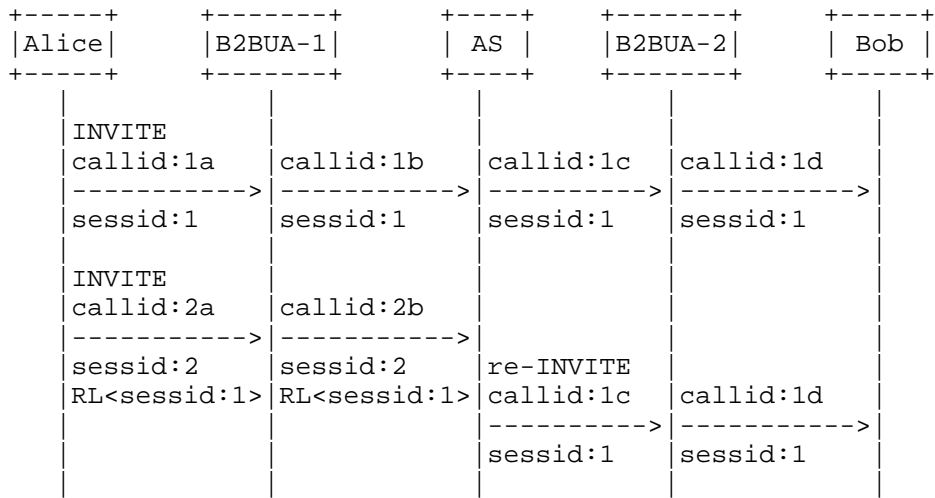 Alice B2BUA-1 AS B2BUA-2 Bob
INVITE
callid:1a callid:1b callid:1c callid:1d
sessid:1 sessid:1 sessid:1 sessid:1
INVITE
callid:2a callid:2b
sessid:2 sessid:2 re-INVITE
RL<sessid:1> RL<sessid:1> callid:1c callid:1d
sessid:1 sessid:1